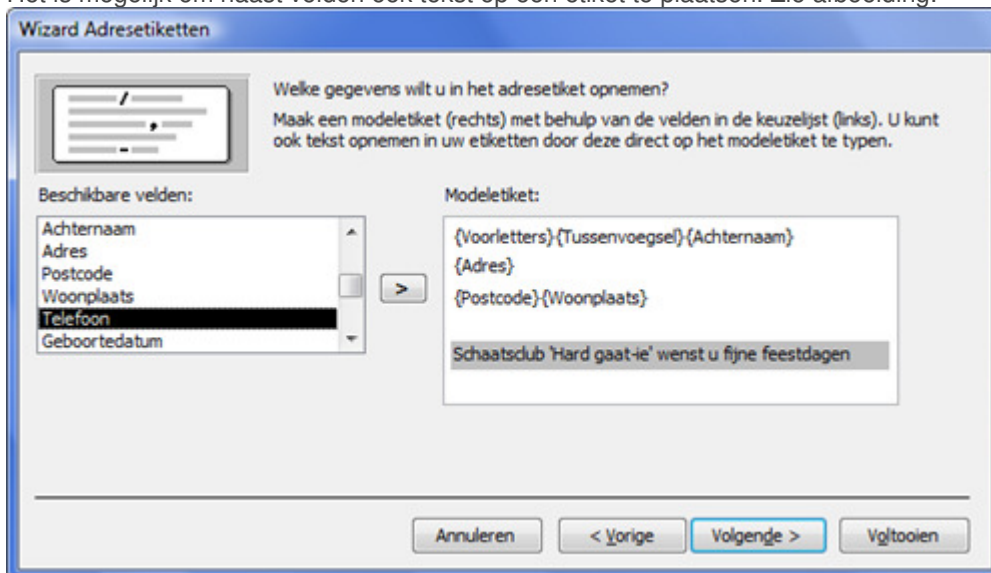 Het is mogelijk om naast velden ook tekst op een etiket te plaatsen. Zie afbeelding:
Wizard Adresetiketten
Welke gegevens wilt u in het adresetiket opnemen?
Maak een modeletiket (rechts) met behulp van de velden in de keuzelijst (links). U kunt
ook tekst opnemen in uw etiketten door deze direct op het modeletiket te typen.
Beschikbare velden:
Achternaam
Adres
Postcode
Woonplaats
Telefoon
Geboortedatum
>
Modeletiket:
{Voorletters}{Tussenvoegsel}{Achternaam}
{Adres}
{Postcode}{Woonplaats}
Schaatsclub 'Hard gaat-ie' wenst u fijne feestdagen
Annuleren
< Vorige
Volgende >
Voltooien